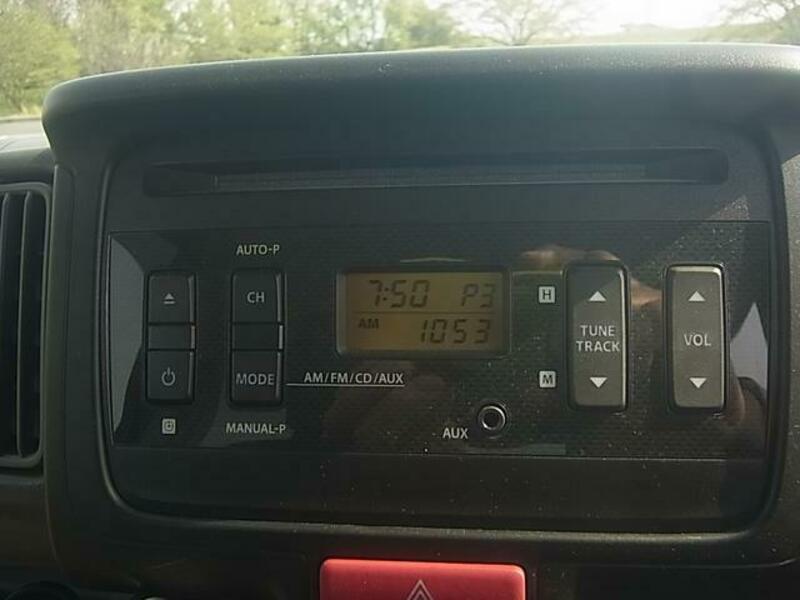 AUTO-P
CH
7:50 P3
AM 1053
H
TUNE
TRACK
VOL
MODE
AM/FM/CD/AUX
M
MANUAL-P
AUX